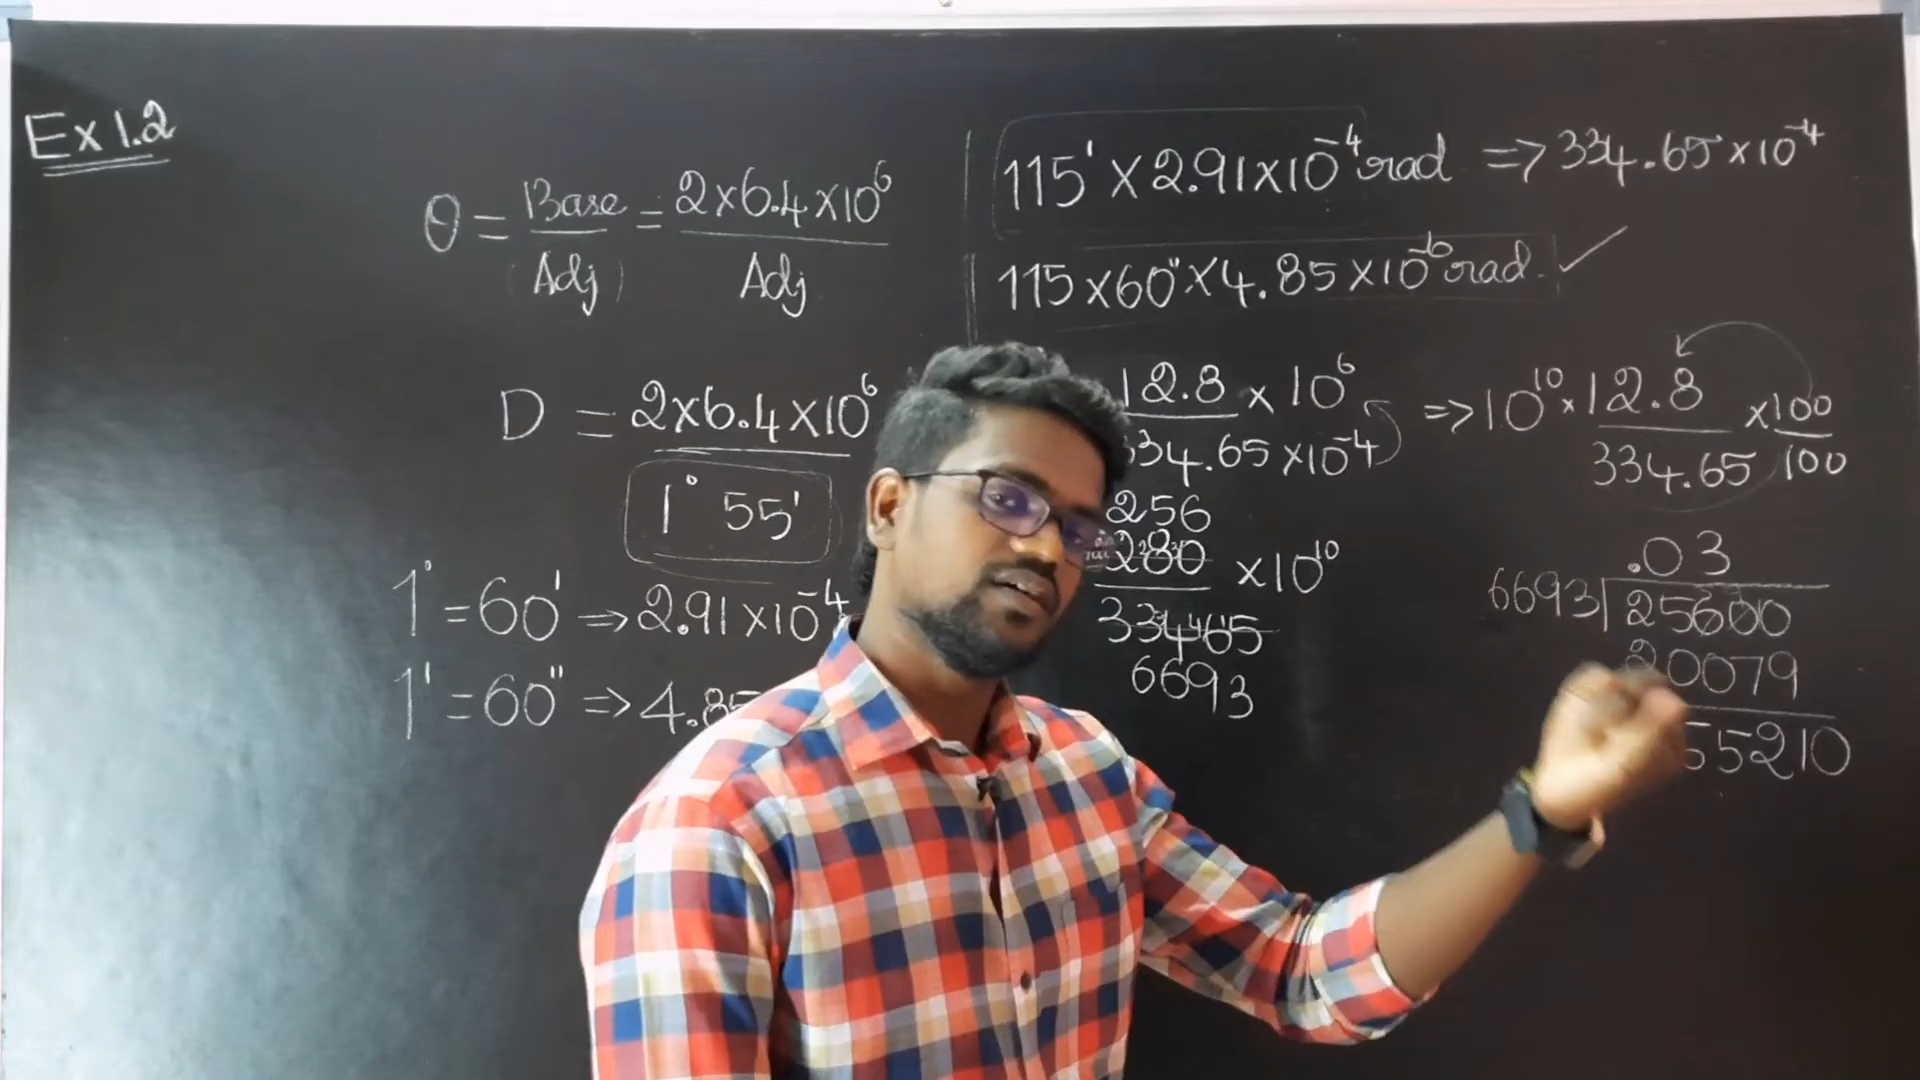 Ex 1.2
θ = Base / Adj = 2×6.4×10⁶ / Adj
D = 2×6.4×10⁶ / 1° 55'
1° = 60' ⇒ 2.91×10⁻⁴
1' = 60" ⇒ 4.85
115' × 2.91×10⁻⁴ rad ⇒ 334.65×10⁻⁴
115×60"×4.85×10⁻⁶ rad. ✓
12.8 × 10⁶ / 334.65 ×10⁻⁴ ⇒ 10¹⁰ × 12.8 / 334.65 × 100 / 100
256
1280 / 33465 ×10¹⁰
6693
.03
6693) 25600
20079
55210